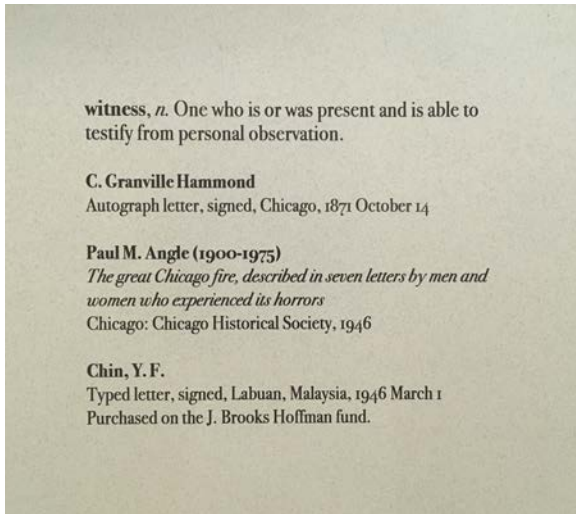 witness, n. One who is or was present and is able to
testify from personal observation.
C. Granville Hammond
Autograph letter, signed, Chicago, 1871 October 14
Paul M. Angle (1900-1975)
The great Chicago fire, described in seven letters by men and
women who experienced its horrors
Chicago: Chicago Historical Society, 1946
Chin, Y. F.
Typed letter, signed, Labuan, Malaysia, 1946 March 1
Purchased on the J. Brooks Hoffman fund.